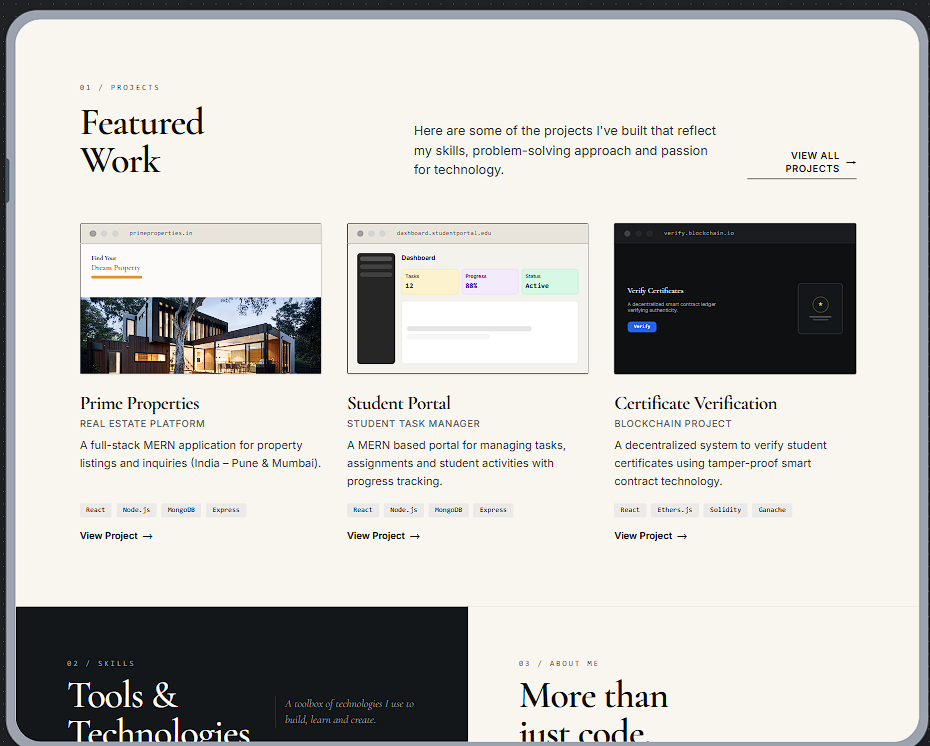 01 / PROJECTS
Featured
Work
Here are some of the projects I've built that reflect
my skills, problem-solving approach and passion
for technology.
VIEW ALL
PROJECTS →
primeproperties.in
Find Your
Dream Property
dashboard.xtudentportal.edu
Dashboard
Tasks
12
Progress
88%
Status
Active
verify.blockchain.io
Verify Certificates
A decentralized smart contract ledger
verifying authenticity.
Verify
Prime Properties
REAL ESTATE PLATFORM
A full-stack MERN application for property
listings and inquiries (India – Pune & Mumbai).
React Node.js MongoDB Express
View Project →
Student Portal
STUDENT TASK MANAGER
A MERN based portal for managing tasks,
assignments and student activities with
progress tracking.
React Node.js MongoDB Express
View Project →
Certificate Verification
BLOCKCHAIN PROJECT
A decentralized system to verify student
certificates using tamper-proof smart
contract technology.
React Ethers.js Solidity Ganache
View Project →
02 / SKILLS
Tools &
Technologies
A toolbox of technologies I use to
build, learn and create.
03 / ABOUT ME
More than
just code.